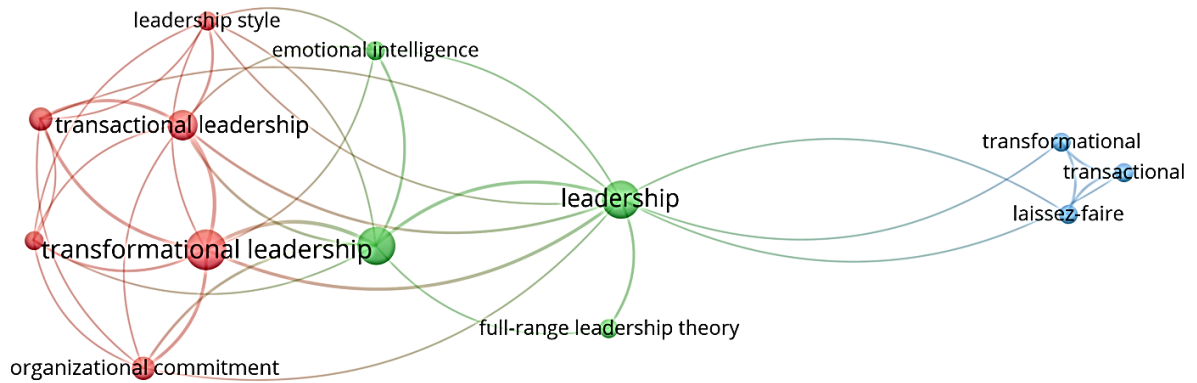 leadership style
emotional intelligence
transactional leadership
transformational
transactional
leadership
laissez-faire
transformational leadership
full-range leadership theory
organizational commitment